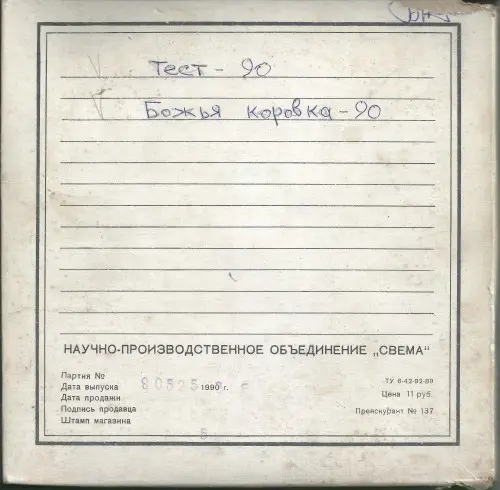 Тест - 90
Божья коровка - 90
НАУЧНО-ПРОИЗВОДСТВЕННОЕ ОБЪЕДИНЕНИЕ „СВЕМА“
Партия №
Дата выпуска 1990 г.
Дата продажи
Подпись продавца
Штамп магазина
ТУ 6-42-92-89
Цена 11 руб.
Прейскурант № 137